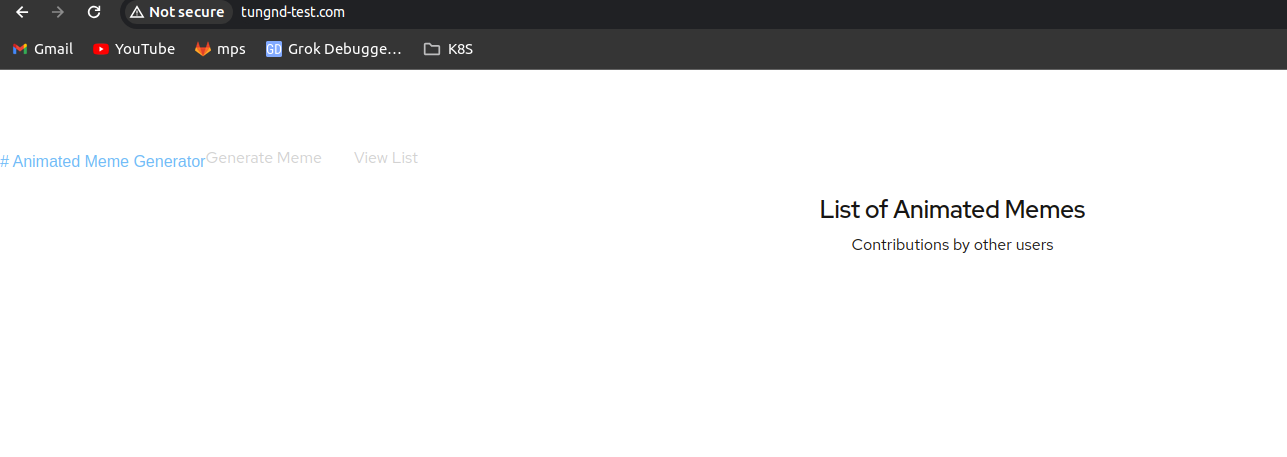 Not secure tungnd-test.com
Gmail YouTube mps GD Grok Debugge... K8S
# Animated Meme Generator Generate Meme View List
List of Animated Memes
Contributions by other users